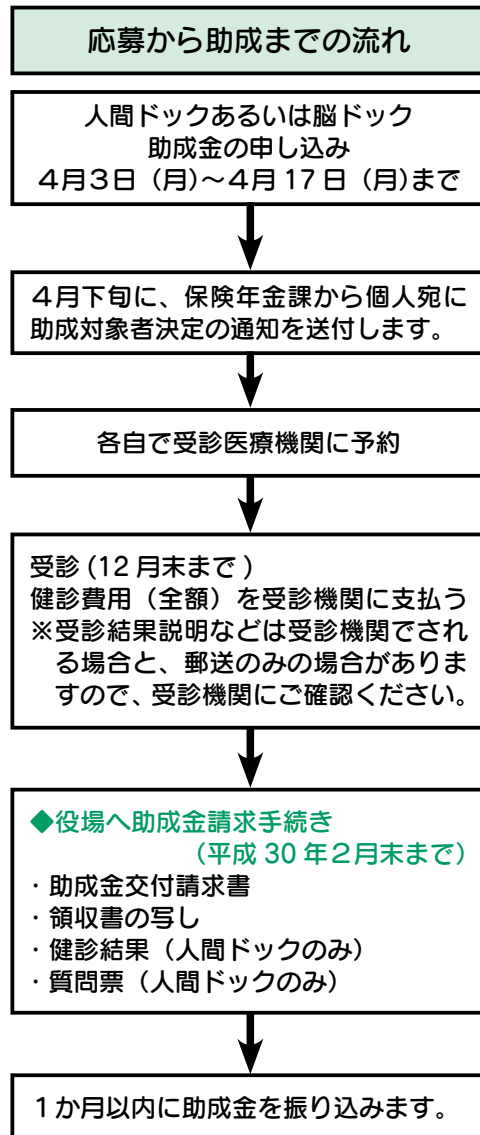 応募から助成までの流れ
人間ドックあるいは脳ドック
助成金の申し込み
４月３日（月）～４月17日（月）まで
４月下旬に、保険年金課から個人宛に
助成対象者決定の通知を送付します。
各自で受診医療機関に予約
受診(12月末まで)
健診費用（全額）を受診機関に支払う
※受診結果説明などは受診機関でされ
る場合と、郵送のみの場合がありま
すので、受診機関にご確認ください。
◆役場へ助成金請求手続き
（平成30年２月末まで）
・助成金交付請求書
・領収書の写し
・健診結果（人間ドックのみ）
・質問票（人間ドックのみ）
１か月以内に助成金を振り込みます。